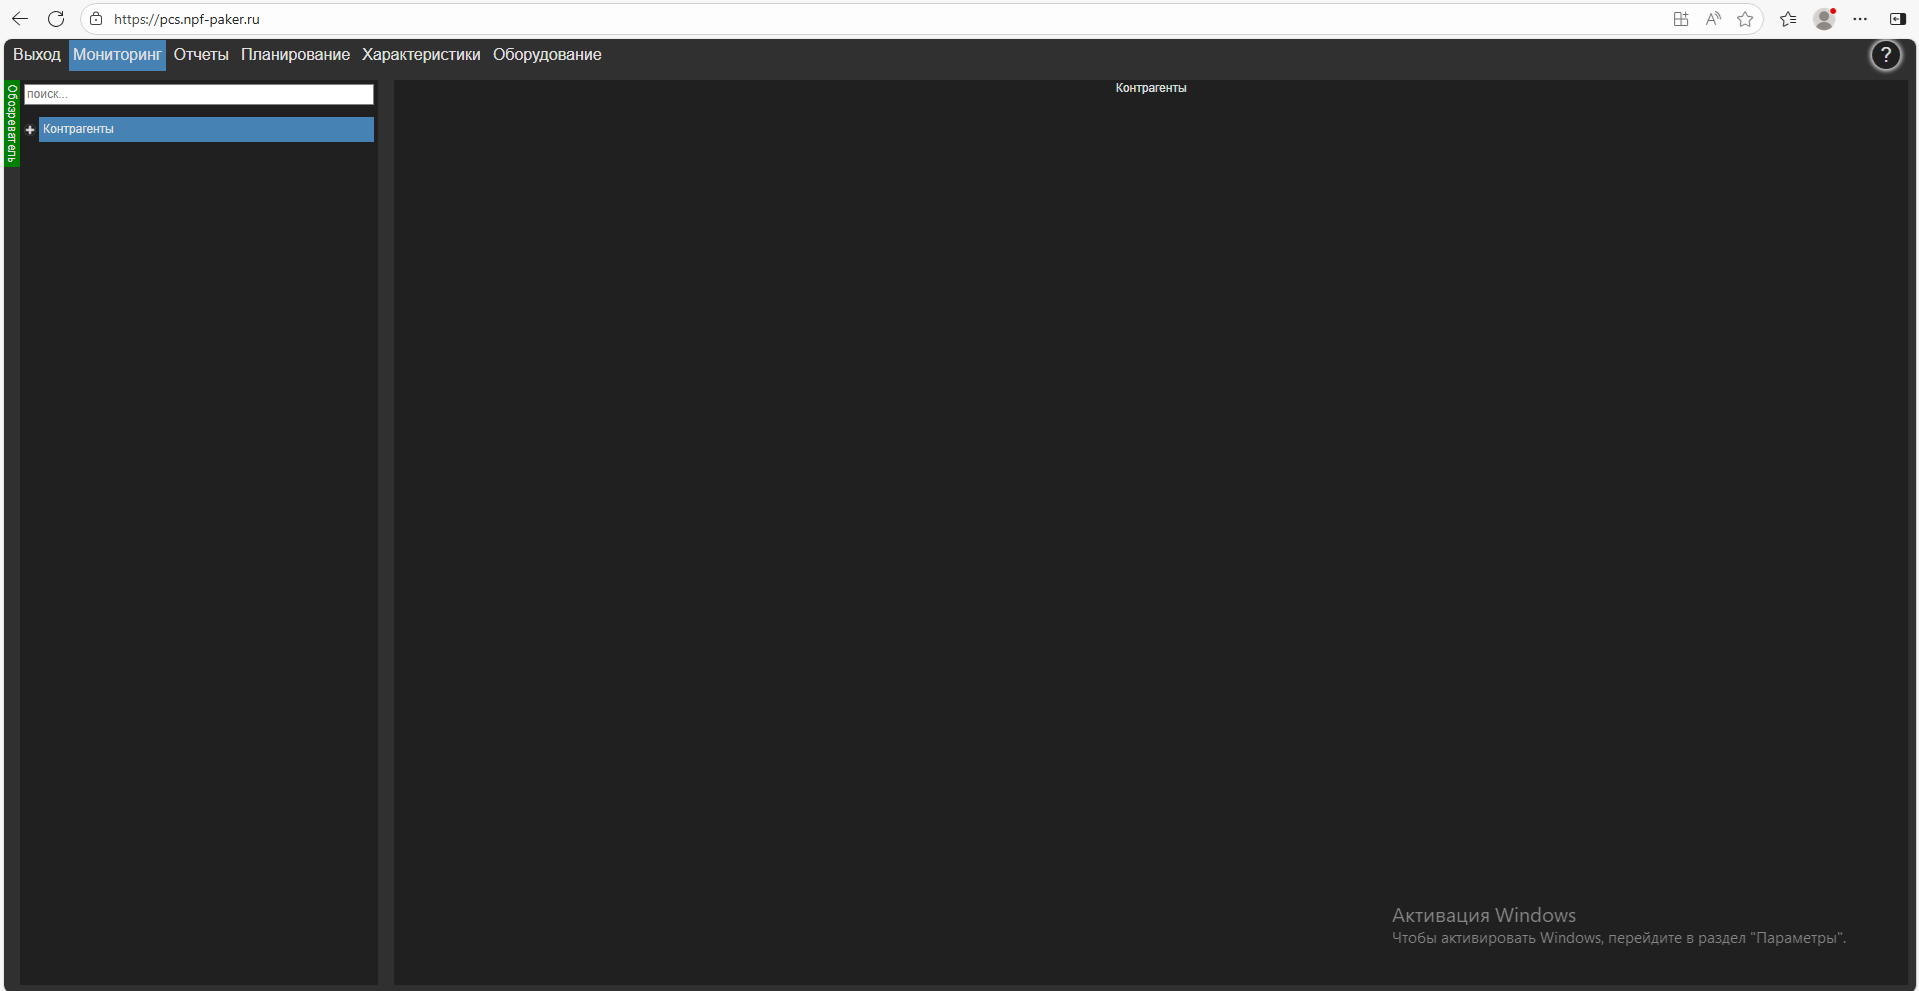 https://pcs.npf-paker.ru
Выход Мониторинг Отчеты Планирование Характеристики Оборудование ?
Обозреватель
поиск...
Контрагенты
Контрагенты
Активация Windows
Чтобы активировать Windows, перейдите в раздел "Параметры".